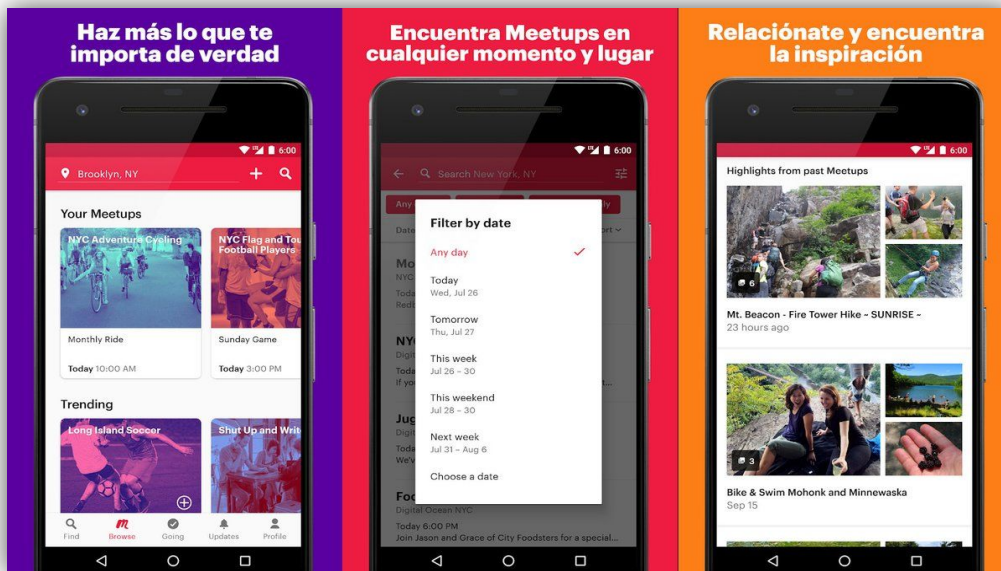 Haz más lo que te
importa de verdad
6:00
Brooklyn, NY
Your Meetups
NYC Adventure Cycling
Monthly Ride
Today 10:00 AM
NYC Flag and Tou
Football Players
Sunday Game
Today 3:00 PM
Trending
Long Island Soccer
Shut Up and Write
Find
Browse
Going
Updates
Profile
Encuentra Meetups en
cualquier momento y lugar
6:00
Search New York, NY
Any
Filter by date
Any day
Today
Wed, Jul 26
Tomorrow
Thu, Jul 27
This week
Jul 26 – 30
This weekend
Jul 28 – 30
Next week
Jul 31 – Aug 6
Choose a date
Digital Ocean NYC
Today 6:00 PM
Join Jason and Grace of City Foodsters for a special...
Relaciónate y encuentra
la inspiración
6:00
Highlights from past Meetups
6
Mt. Beacon - Fire Tower Hike ~ SUNRISE ~
23 hours ago
3
Bike & Swim Mohonk and Minnewaska
Sep 15